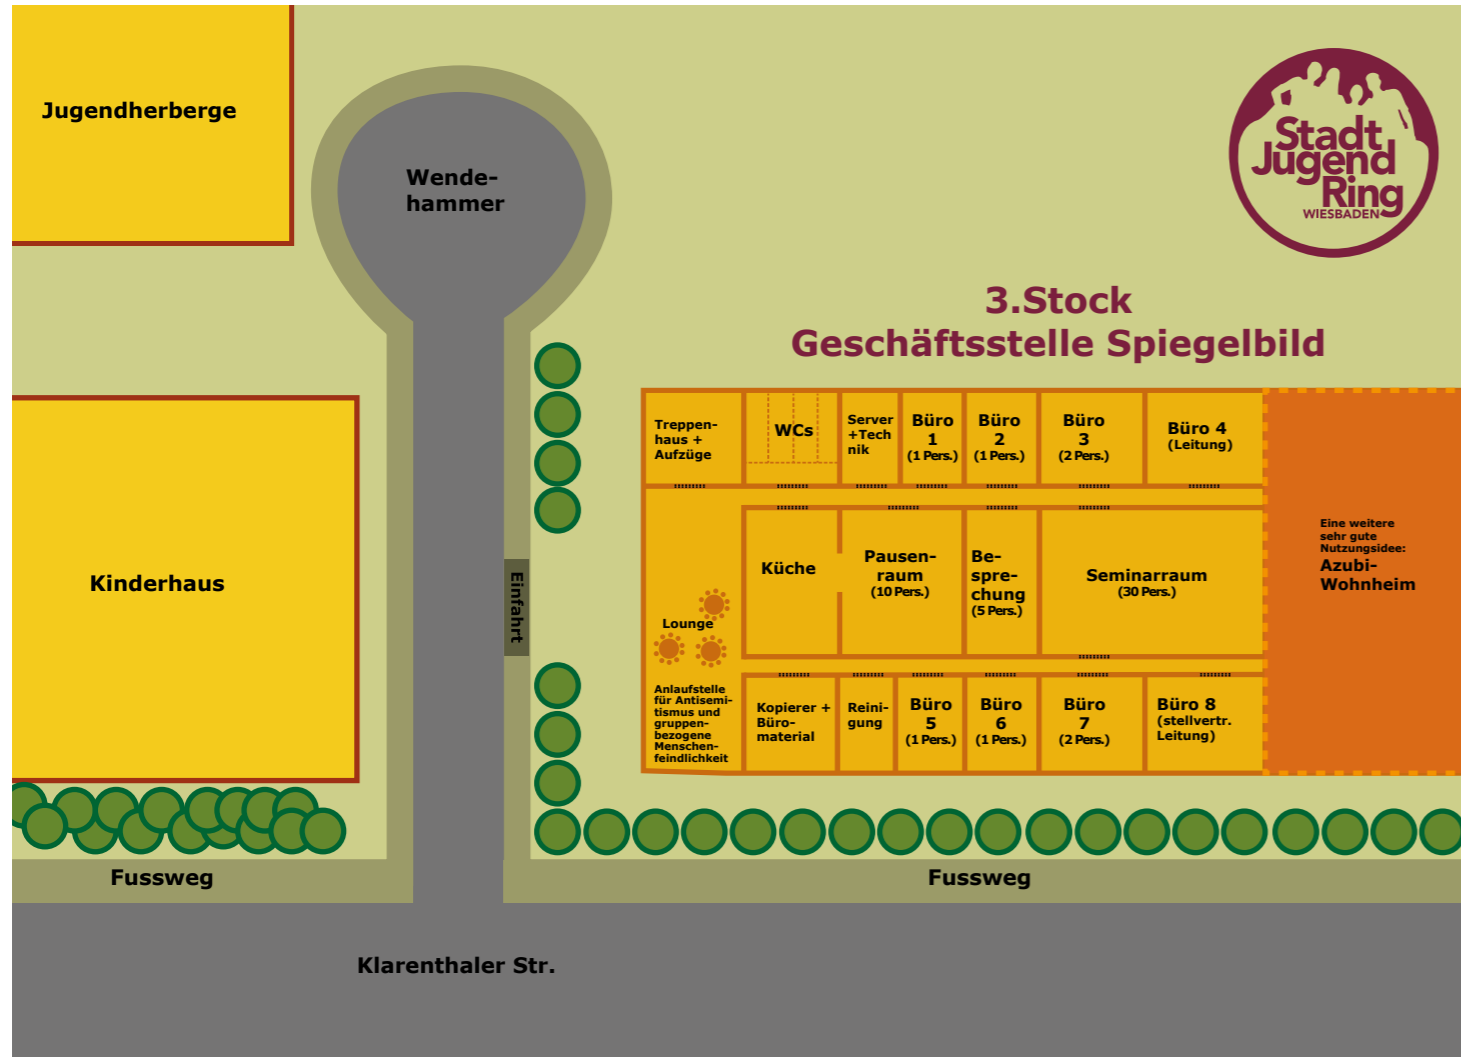 Jugendherberge
Wende-
hammer
Stadt
Jugend
Ring
WIESBADEN
3.Stock
Geschäftsstelle Spiegelbild
Treppen-
haus +
Aufzüge
WCs
Server
+Tech
nik
Büro
1
(1 Pers.)
Büro
2
(1 Pers.)
Büro
3
(2 Pers.)
Büro 4
(Leitung)
Eine weitere
sehr gute
Nutzungsidee:
Azubi-
Wohnheim
Kinderhaus
Einfahrt
Lounge
Küche
Pausen-
raum
(10 Pers.)
Be-
spre-
chung
(5 Pers.)
Seminarraum
(30 Pers.)
Anlaufstelle
für Antisemi-
tismus und
gruppen-
bezogene
Menschen-
feindlichkeit
Kopierer +
Büro-
material
Reini-
gung
Büro
5
(1 Pers.)
Büro
6
(1 Pers.)
Büro
7
(2 Pers.)
Büro 8
(stellvertr.
Leitung)
Fussweg
Fussweg
Klarenthaler Str.